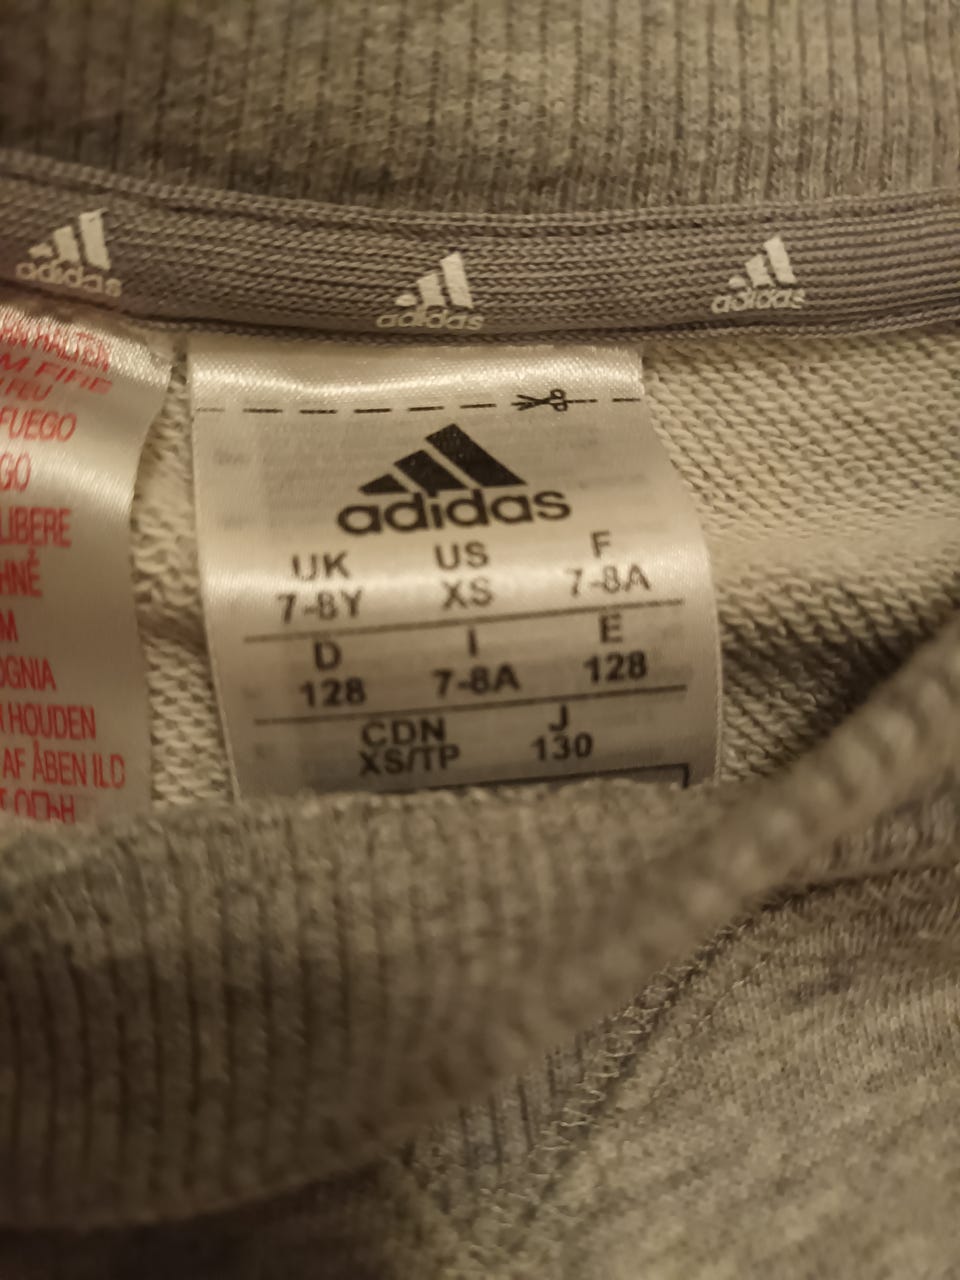 adidas
adidas
adidas
FEU
FUEGO
GO
LIBERE
HNÉ
M
OGNIA
HOUDEN
AF ÅBEN ILD
adidas
UK US F
7-8Y XS 7-8A
D I E
128 7-8A 128
CDN J
XS/TP 130